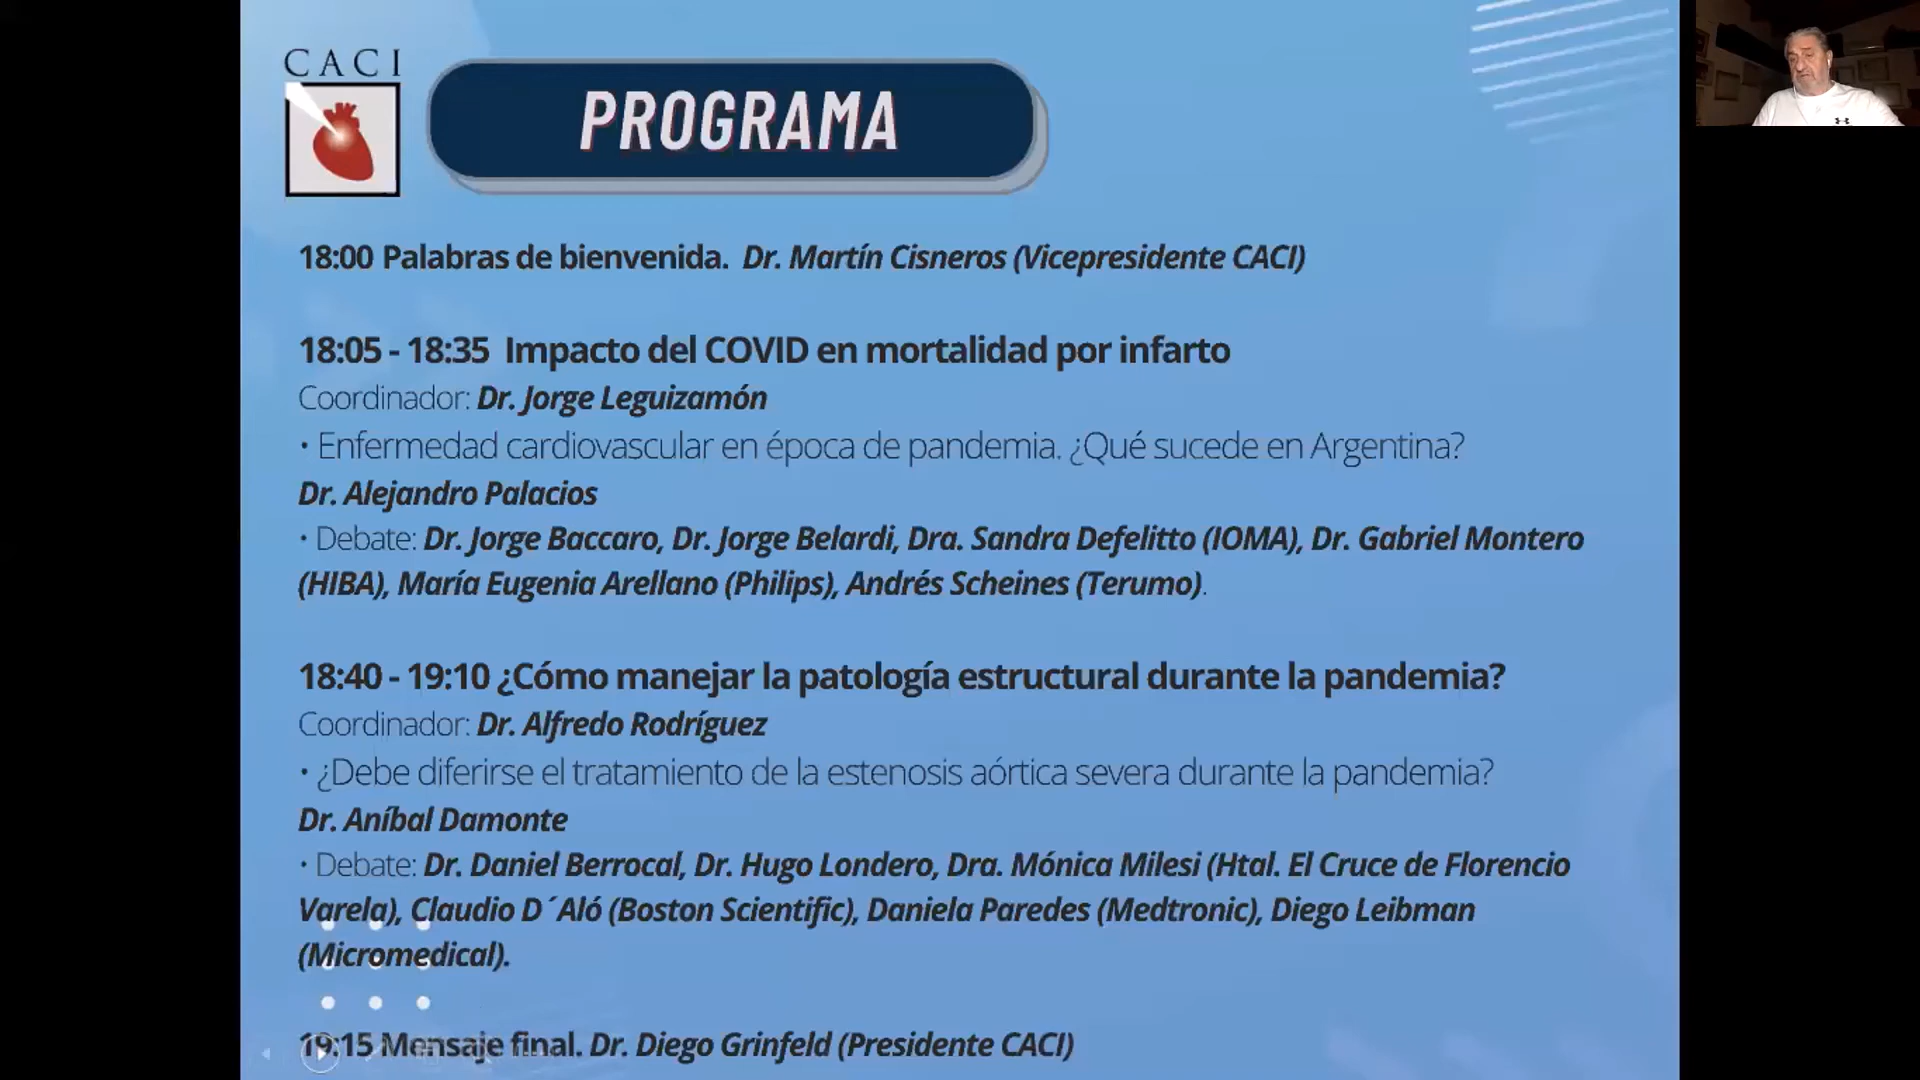 CACI
PROGRAMA
18:00 Palabras de bienvenida. Dr. Martín Cisneros (Vicepresidente CACI)
18:05 - 18:35 Impacto del COVID en mortalidad por infarto
Coordinador: Dr. Jorge Leguizamón
• Enfermedad cardiovascular en época de pandemia. ¿Qué sucede en Argentina?
Dr. Alejandro Palacios
• Debate: Dr. Jorge Baccaro, Dr. Jorge Belardi, Dra. Sandra Defelitto (IOMA), Dr. Gabriel Montero
(HIBA), María Eugenia Arellano (Philips), Andrés Scheines (Terumo).
18:40 - 19:10 ¿Cómo manejar la patología estructural durante la pandemia?
Coordinador: Dr. Alfredo Rodríguez
• ¿Debe diferirse el tratamiento de la estenosis aórtica severa durante la pandemia?
Dr. Aníbal Damonte
• Debate: Dr. Daniel Berrocal, Dr. Hugo Londero, Dra. Mónica Milesi (Htal. El Cruce de Florencio
Varela), Claudio D´Aló (Boston Scientific), Daniela Paredes (Medtronic), Diego Leibman
(Micromedical).
19:15 Mensaje final. Dr. Diego Grinfeld (Presidente CACI)